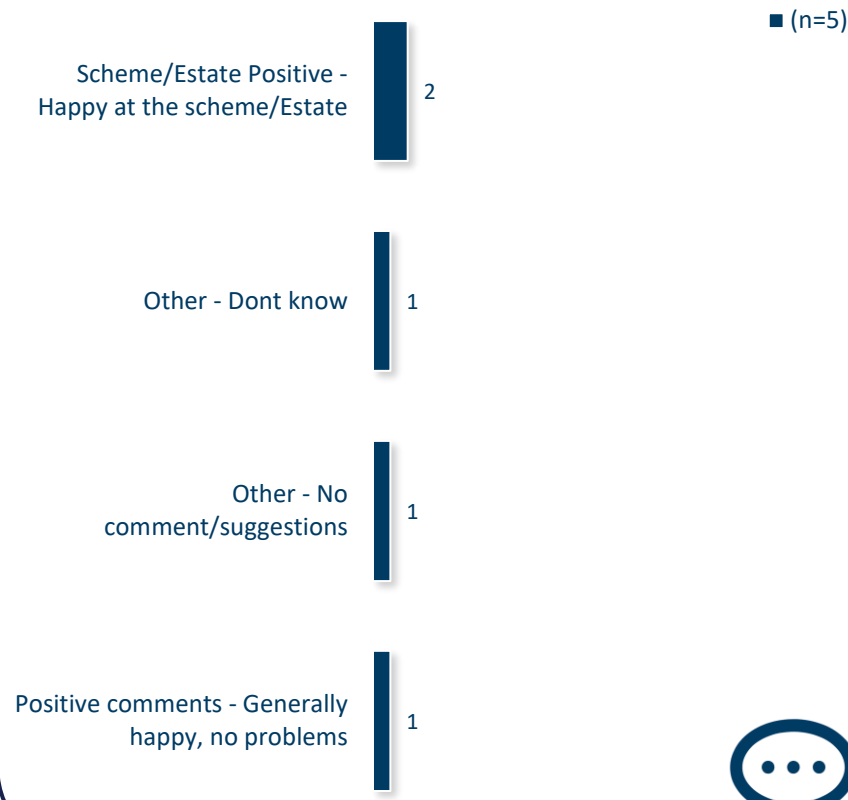 ■ (n=5)
Scheme/Estate Positive -
Happy at the scheme/Estate
2
Other - Dont know
1
Other - No
comment/suggestions
1
Positive comments - Generally
happy, no problems
1